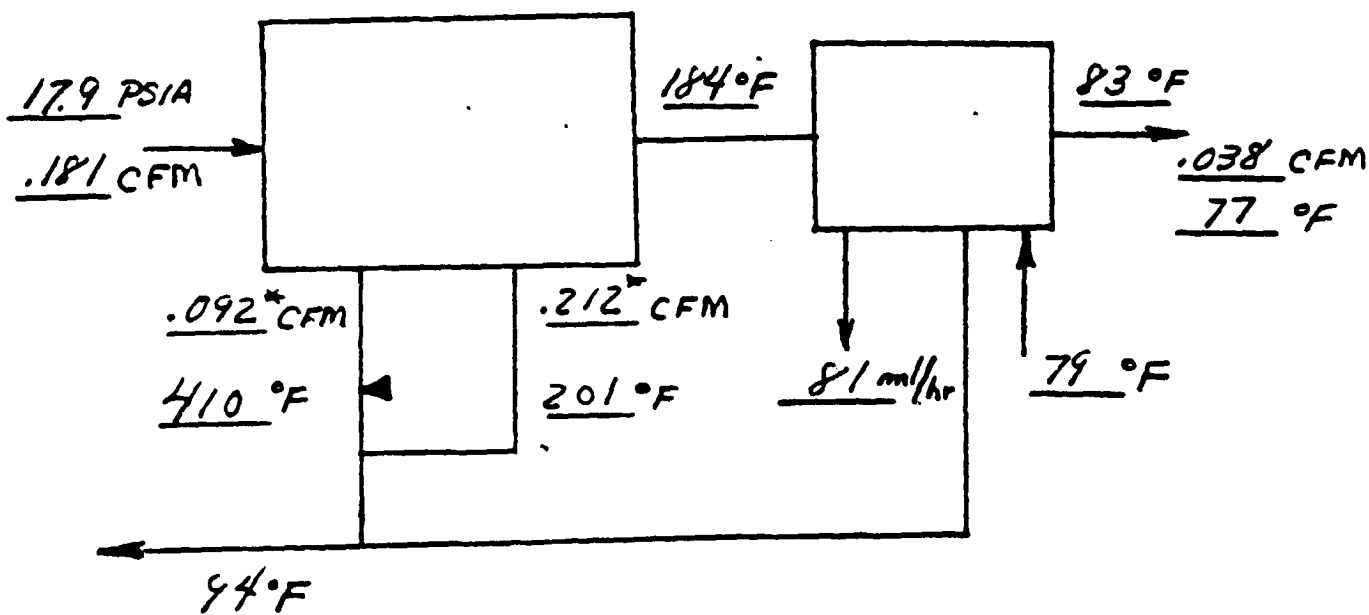 17.9 PSIA
.181 CFM
184°F
83 °F
.038 CFM
77 °F
.092* CFM
410 °F
.212* CFM
201 °F
81 ml/hr
79 °F
94°F